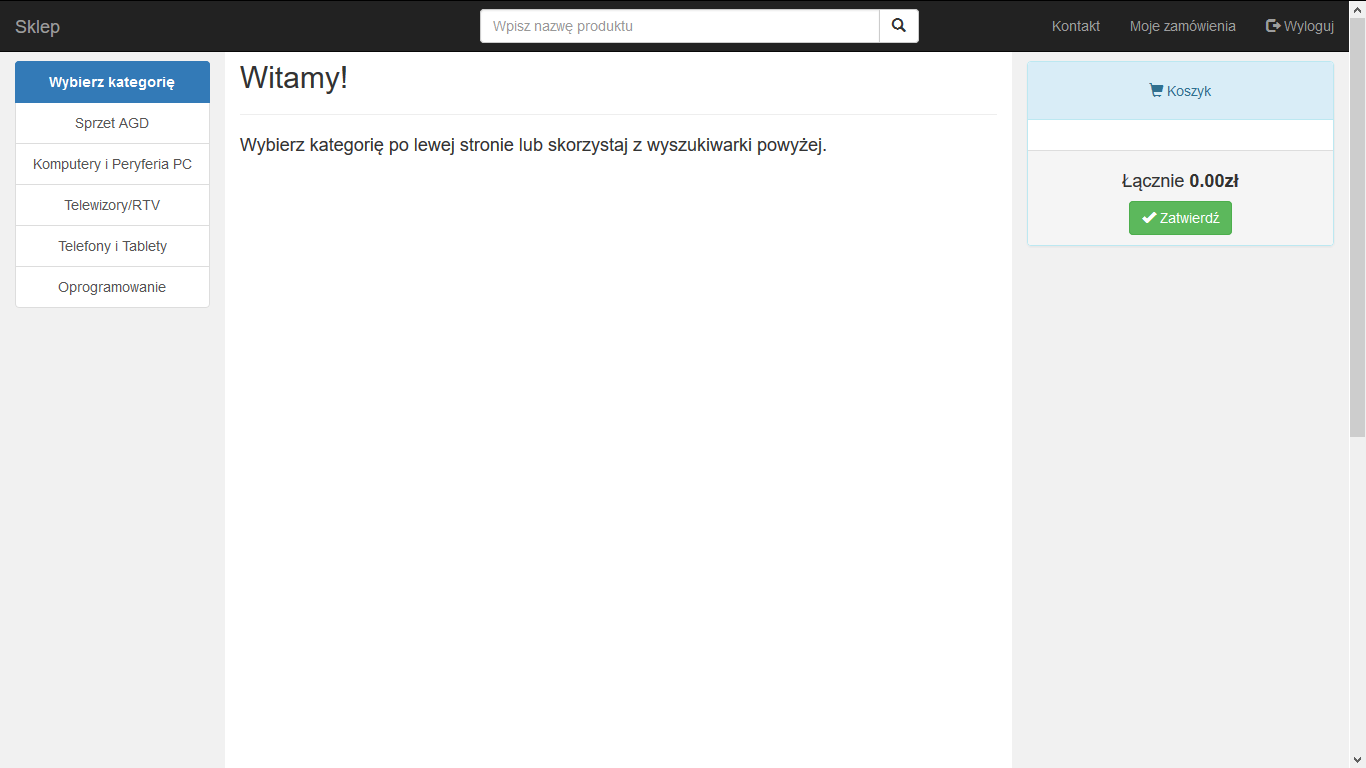 Sklep
Wpisz nazwę produktu
Kontakt
Moje zamówienia
Wyloguj
Wybierz kategorię
Sprzet AGD
Komputery i Peryferia PC
Telewizory/RTV
Telefony i Tablety
Oprogramowanie
Witamy!
Wybierz kategorię po lewej stronie lub skorzystaj z wyszukiwarki powyżej.
Koszyk
Łącznie 0.00zł
Zatwierdź